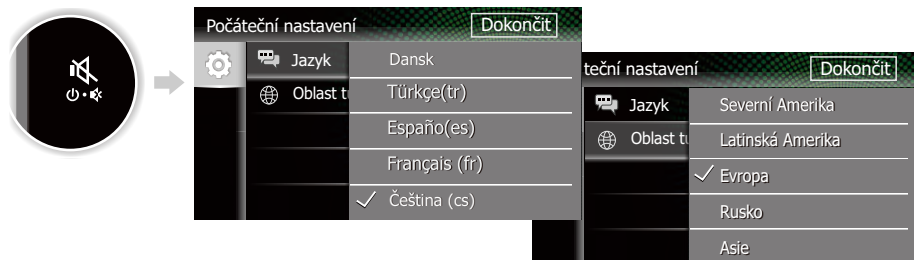 Počáteční nastavení
Dokončit
Jazyk
Oblast
Dansk
Türkçe(tr)
Españo(es)
Français (fr)
Čeština (cs)
teční nastavení
Dokončit
Jazyk
Oblast
Severní Amerika
Latinská Amerika
Evropa
Rusko
Asie